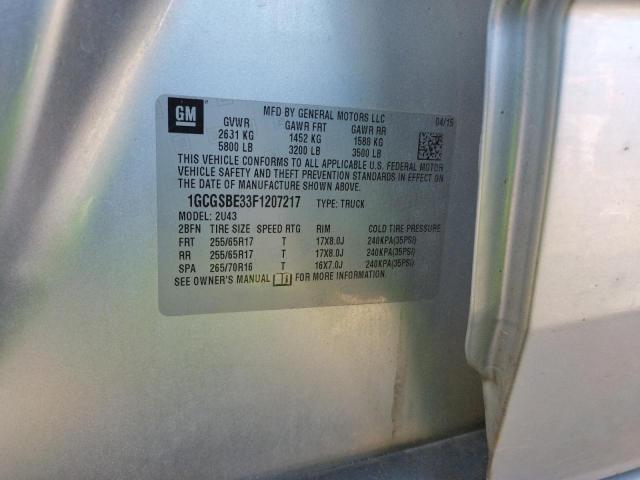 GM
MFD BY GENERAL MOTORS LLC 04/15
GVWR GAWR FRT GAWR RR
2631 KG 1452 KG 1588 KG
5800 LB 3200 LB 3500 LB
THIS VEHICLE CONFORMS TO ALL APPLICABLE U.S. FEDERAL MOTOR
VEHICLE SAFETY AND THEFT PREVENTION STANDARDS IN EFFECT ON
THE DATE OF MANUFACTURE SHOWN ABOVE.
1GCGSBE33F1207217 TYPE: TRUCK
MODEL: 2U43
2BFN TIRE SIZE SPEED RTG RIM COLD TIRE PRESSURE
FRT 255/65R17 T 17X8.0J 240KPA(35PSI)
RR 255/65R17 T 17X8.0J 240KPA(35PSI)
SPA 265/70R16 T 16X7.0J 240KPA(35PSI)
SEE OWNER'S MANUAL FOR MORE INFORMATION.